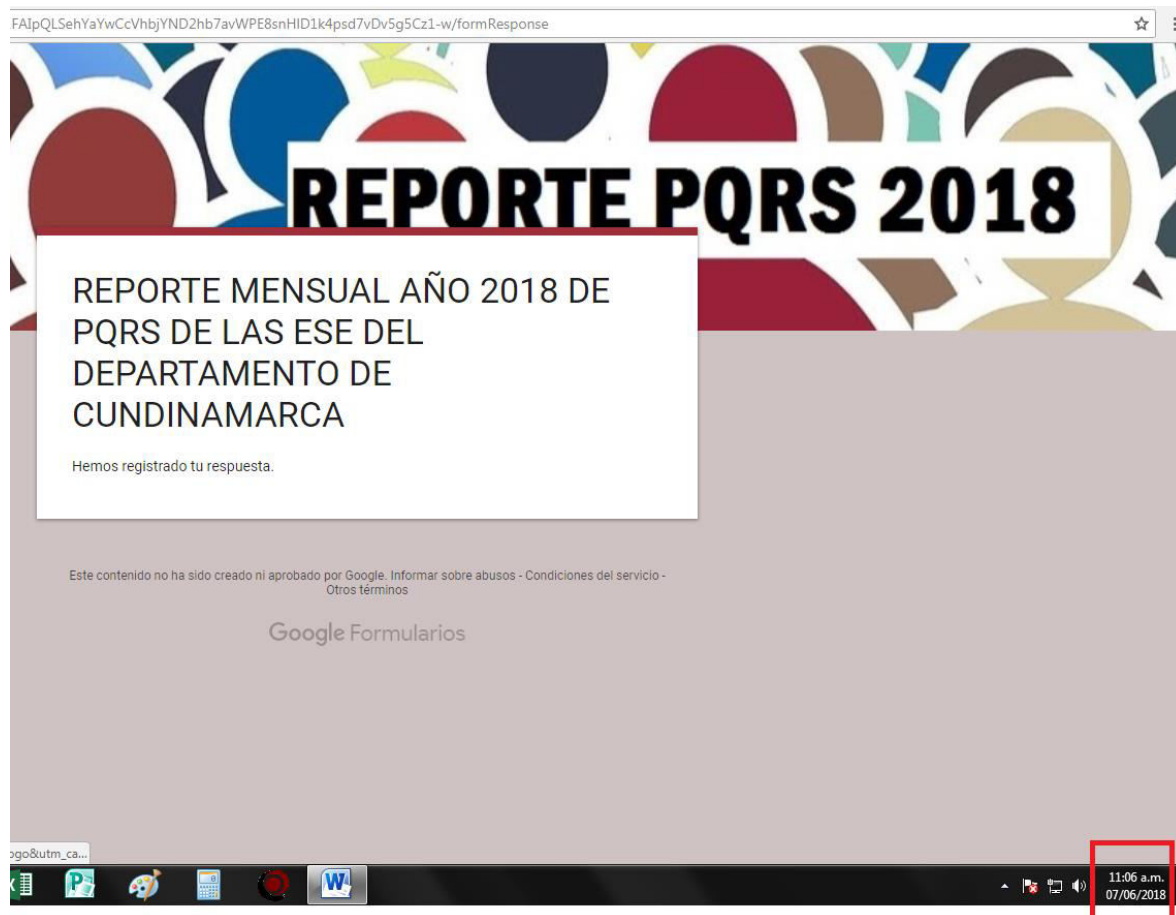 FAIpQLSehYaYwCcVhbjYND2hb7avWPE8snHID1k4psd7vDv5g5Cz1-w/formResponse
REPORTE PQRS 2018
REPORTE MENSUAL AÑO 2018 DE
PQRS DE LAS ESE DEL
DEPARTAMENTO DE
CUNDINAMARCA
Hemos registrado tu respuesta.
Este contenido no ha sido creado ni aprobado por Google. Informar sobre abusos - Condiciones del servicio -
Otros términos
Google Formularios
ogo&utm_ca...
11:06 a.m.
07/06/2018